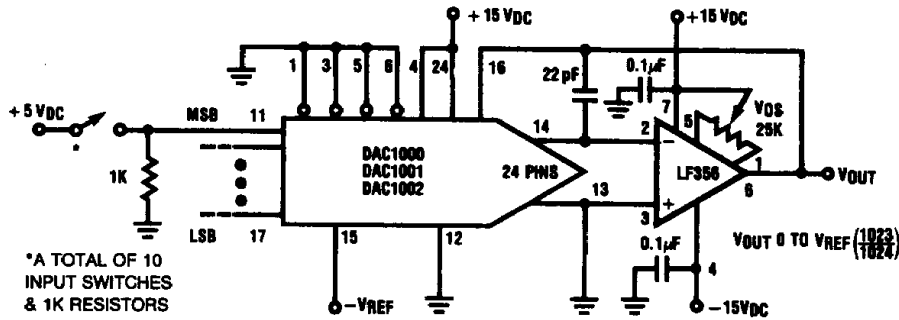 +15 VDC
+15 VDC
1
3
5
6
4
24
16
22 pF
0.1μF
7
VOS
25K
+5 VDC
MSB
11
14
2
5
*
DAC1000
DAC1001
DAC1002
24 PINS
−
LF356
1
VOUT
1K
13
+
6
LSB
17
3
15
12
0.1μF
4
VOUT 0 TO VREF (1023/1024)
*A TOTAL OF 10
INPUT SWITCHES
& 1K RESISTORS
−VREF
−15VDC